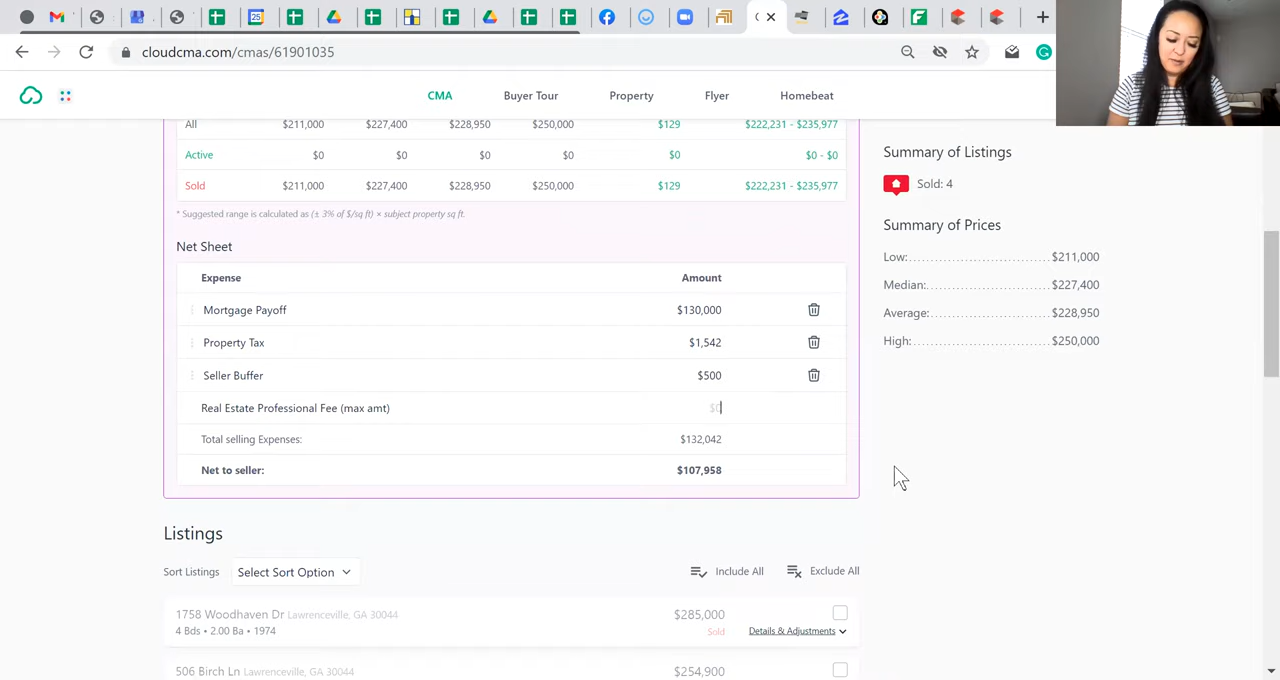 25
cloudcma.com/cmas/61901035
CMA Buyer Tour Property Flyer Homebeat
All $211,000 $227,400 $228,950 $250,000 $129 $222,231 - $235,977
Active $0 $0 $0 $0 $0 $0 - $0
Sold $211,000 $227,400 $228,950 $250,000 $129 $222,231 - $235,977
* Suggested range is calculated as (± 3% of $/sq ft) × subject property sq ft.
Net Sheet
Expense Amount
Mortgage Payoff $130,000
Property Tax $1,542
Seller Buffer $500
Real Estate Professional Fee (max amt) $0
Total selling Expenses: $132,042
Net to seller: $107,958
Listings
Sort Listings Select Sort Option Include All Exclude All
1758 Woodhaven Dr Lawrenceville, GA 30044 $285,000
4 Bds • 2.00 Ba • 1974 Sold Details & Adjustments
506 Birch Ln Lawrenceville, GA 30044 $254,900
Summary of Listings
Sold: 4
Summary of Prices
Low: $211,000
Median: $227,400
Average: $228,950
High: $250,000